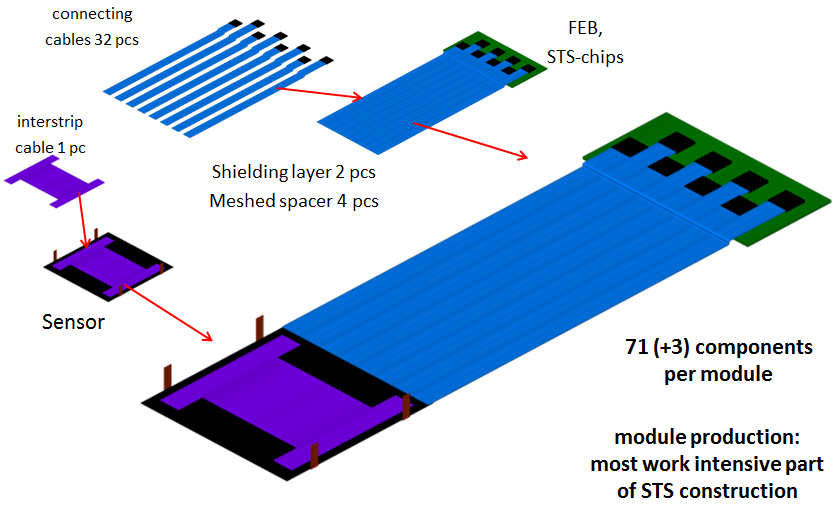 connecting
cables 32 pcs
FEB,
STS-chips
interstrip
cable 1 pc
Shielding layer 2 pcs
Meshed spacer 4 pcs
Sensor
71 (+3) components
per module
module production:
most work intensive part
of STS construction